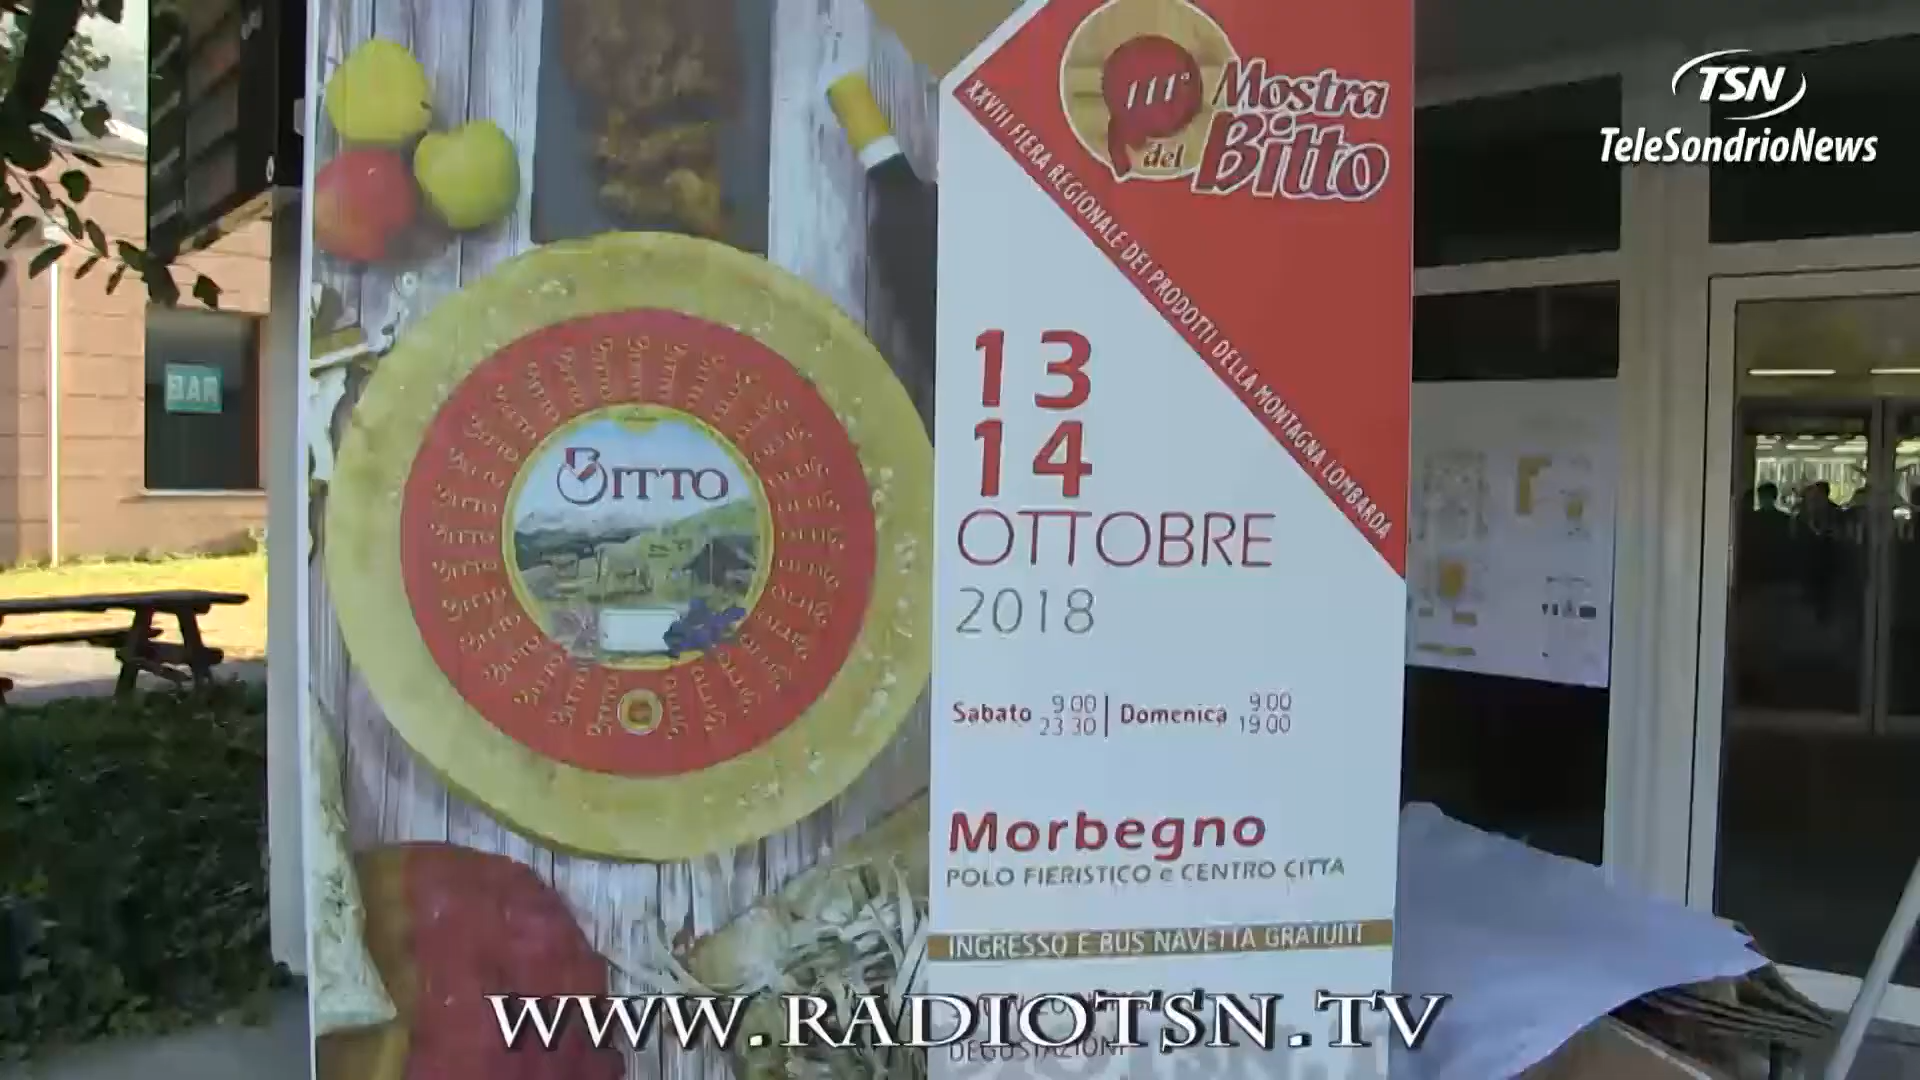 TSN
TeleSondrioNews
111°
Mostra
del Bitto
XXVIII FIERA REGIONALE DEI PRODOTTI DELLA MONTAGNA LOMBARDA
BAR
BITTO
13
14
OTTOBRE
2018
Sabato 9.00 23.30 | Domenica 9.00 19.00
Morbegno
POLO FIERISTICO e CENTRO CITTÀ
INGRESSO E BUS NAVETTA GRATUITI
DEGUSTAZIONI
WWW.RADIOTSN.TV